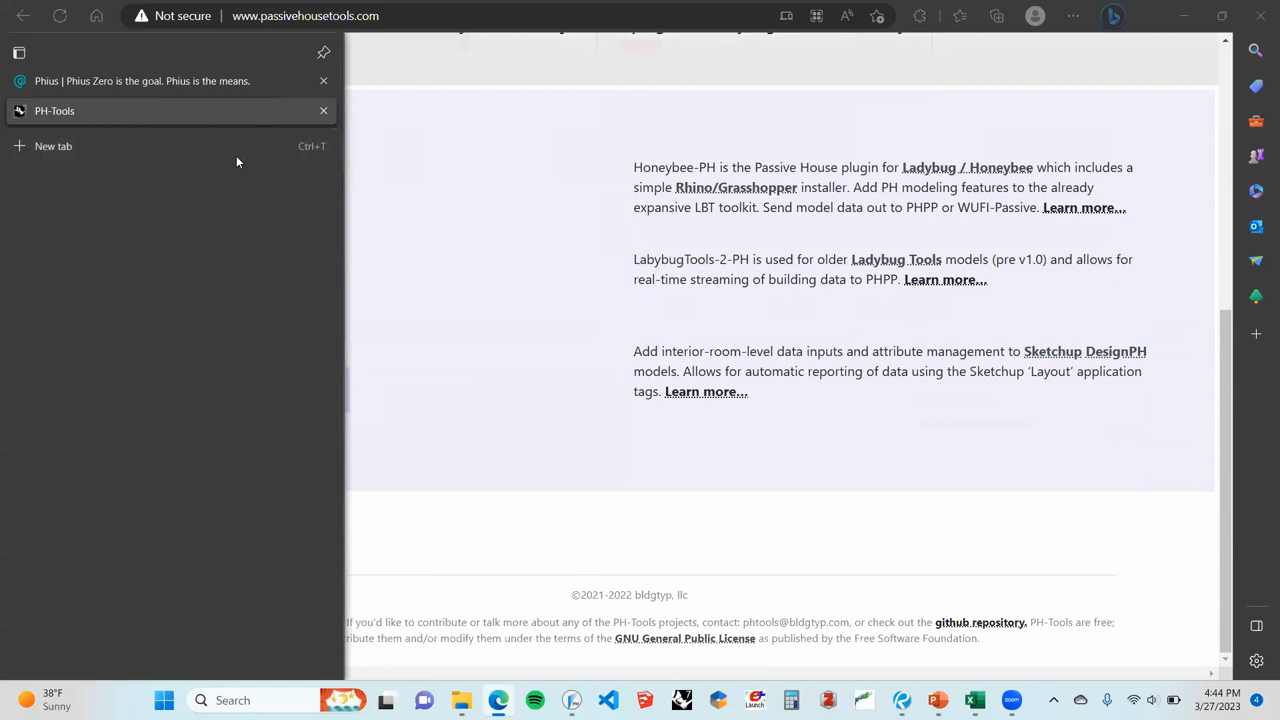 Not secure
www.passivehousetools.com
Phius | Phius Zero is the goal. Phius is the means.
PH-Tools
New tab
Ctrl+T
Honeybee-PH is the Passive House plugin for Ladybug / Honeybee which includes a
simple Rhino/Grasshopper installer. Add PH modeling features to the already
expansive LBT toolkit. Send model data out to PHPP or WUFI-Passive. Learn more...
LabybugTools-2-PH is used for older Ladybug Tools models (pre v1.0) and allows for
real-time streaming of building data to PHPP. Learn more...
Add interior-room-level data inputs and attribute management to Sketchup DesignPH
models. Allows for automatic reporting of data using the Sketchup ‘Layout’ application
tags. Learn more...
©2021-2022 bldgtyp, llc
If you'd like to contribute or talk more about any of the PH-Tools projects, contact: phtools@bldgtyp.com, or check out the github repository. PH-Tools are free;
ribute them and/or modify them under the terms of the GNU General Public License as published by the Free Software Foundation.
38°F
Sunny
Search
Launch
zoom
4:44 PM
3/27/2023
4